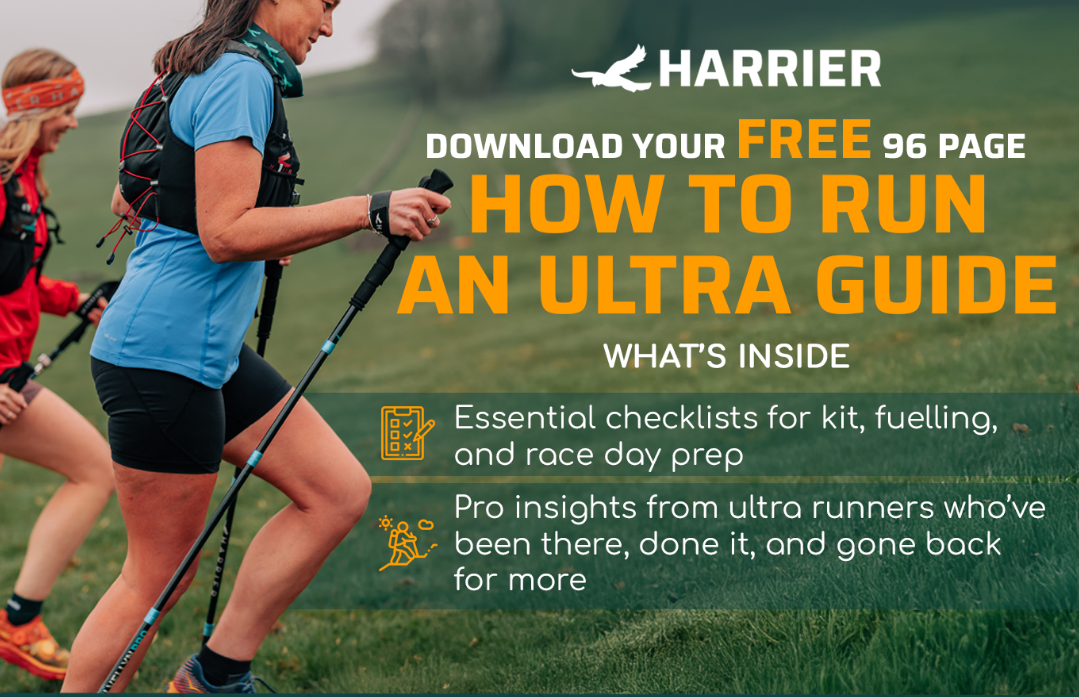 HARRIER
DOWNLOAD YOUR FREE 96 PAGE
HOW TO RUN
AN ULTRA GUIDE
WHAT'S INSIDE
Essential checklists for kit, fuelling,
and race day prep
Pro insights from ultra runners who've
been there, done it, and gone back
for more